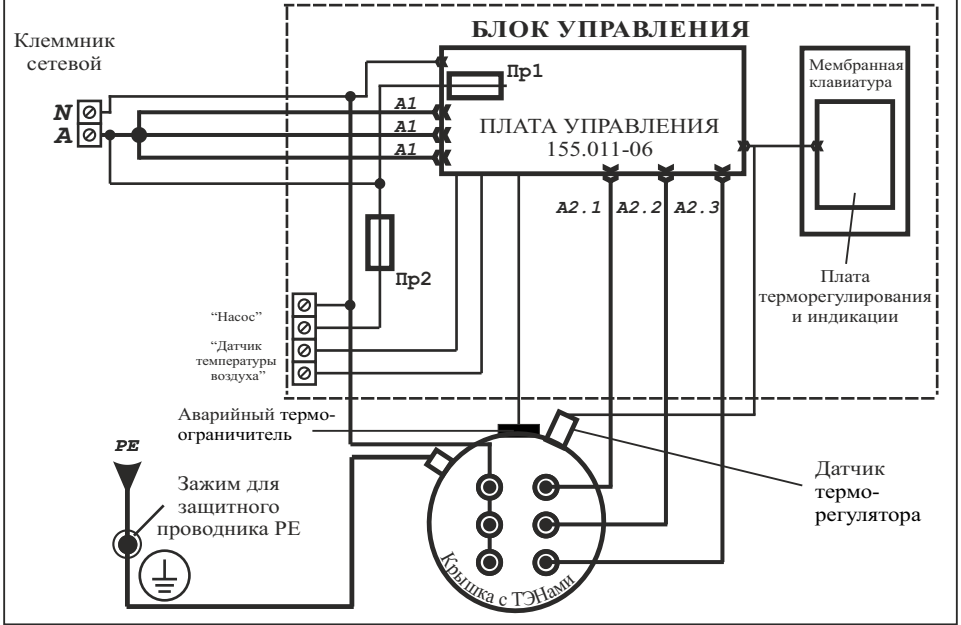 БЛОК УПРАВЛЕНИЯ
Клеммник
сетевой
N
A
Пр1
A1
A1
A1
ПЛАТА УПРАВЛЕНИЯ
155.011-06
Мембранная
клавиатура
A2.1
A2.2
A2.3
Пр2
Плата
терморегулирования
и индикации
“Насос”
“Датчик
температуры
воздуха”
Аварийный термо-
ограничитель
PE
Зажим для
защитного
проводника PE
Датчик
термо-
регулятора
Крышка с ТЭНами